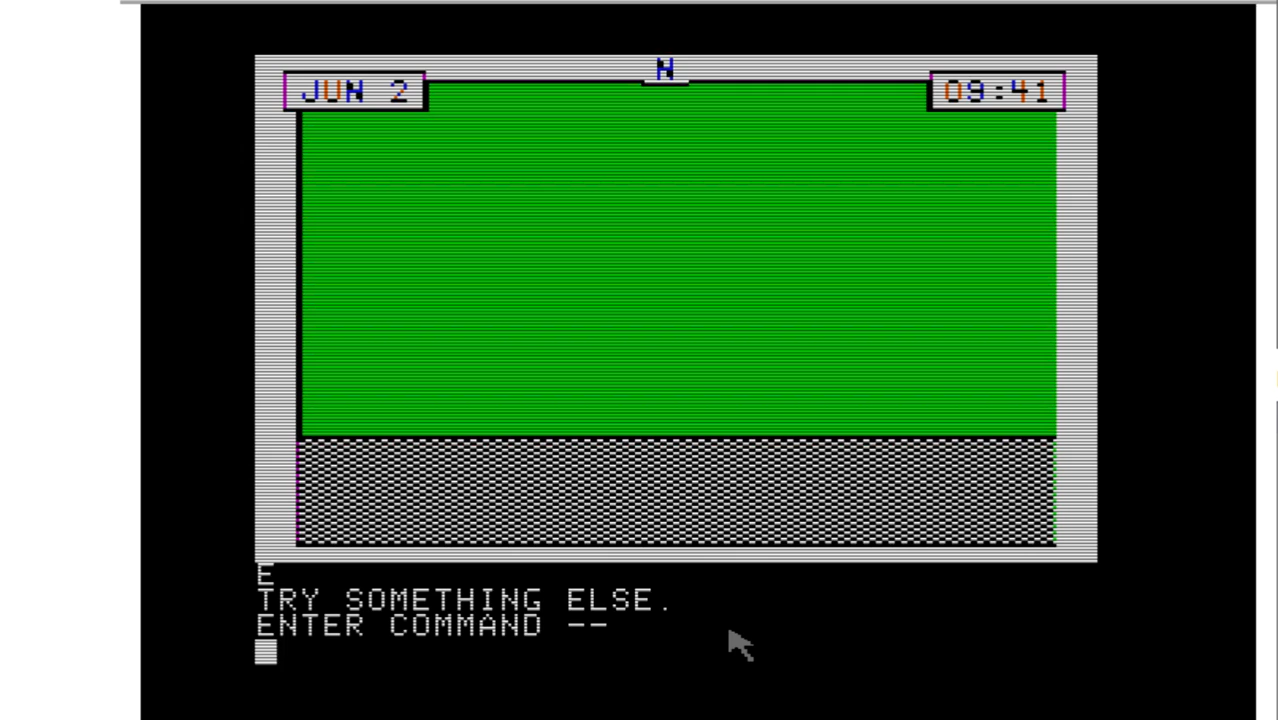 N
JUN 2 09:41
E
TRY SOMETHING ELSE.
ENTER COMMAND --